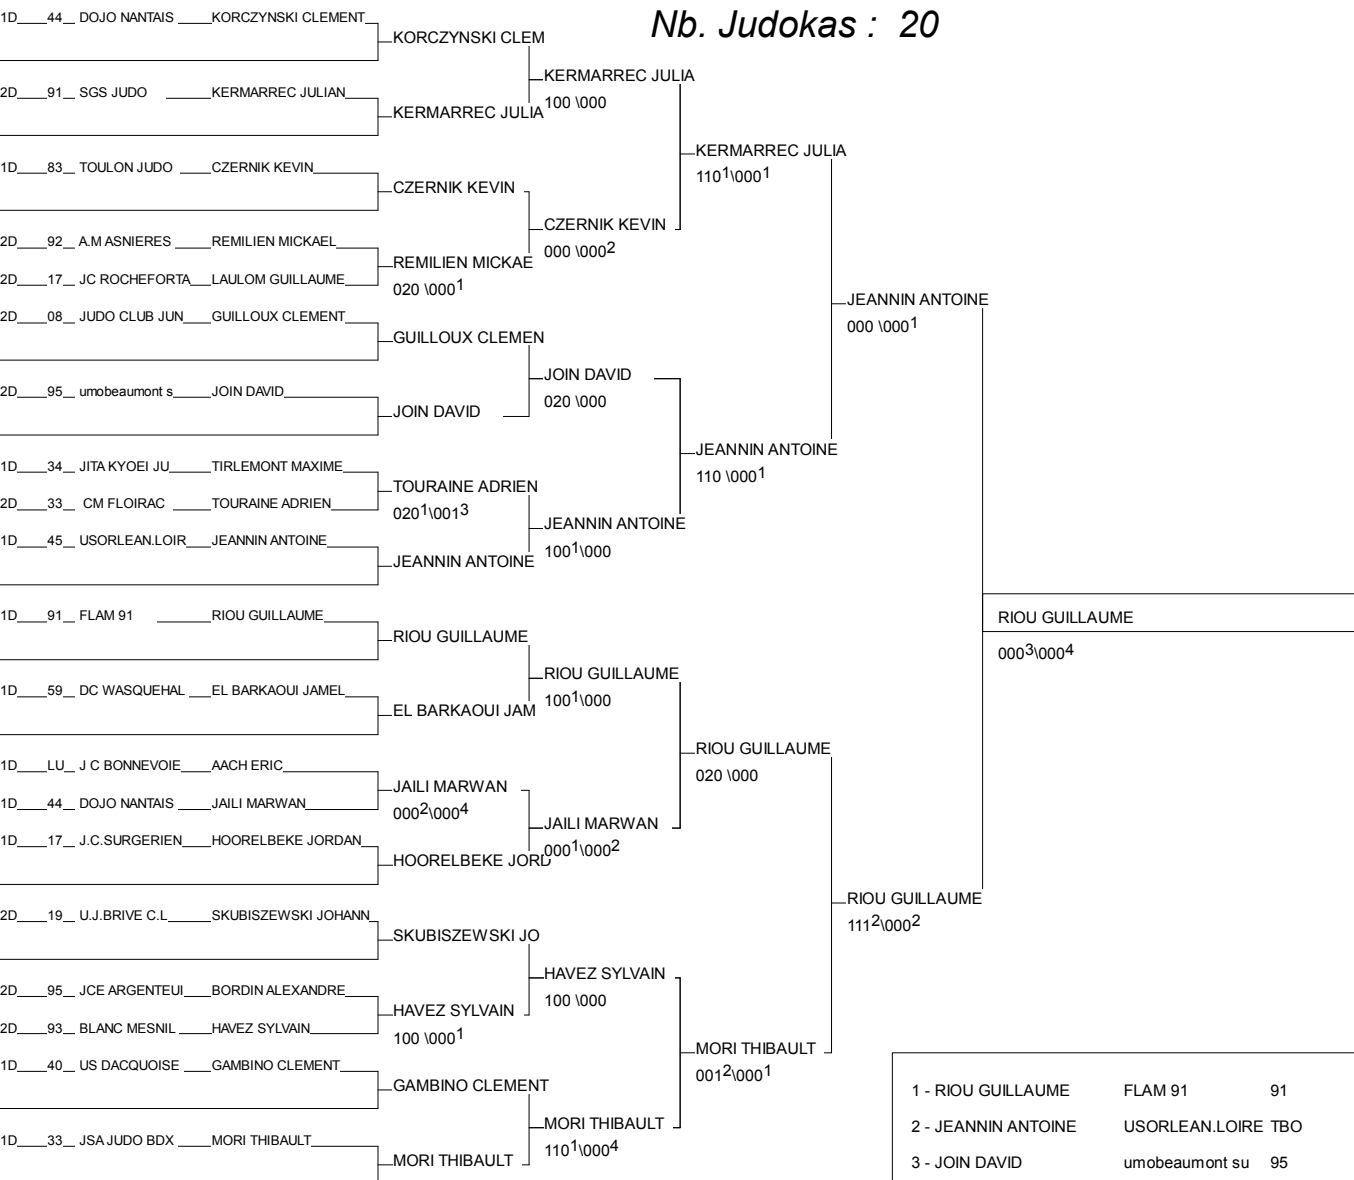 Nb. Judokas : 20
1D 44 DOJO NANTAIS KORCZYNSKI CLEMENT
KORCZYNSKI CLEM
KERMARREC JULIA
100 \000
2D 91 SGS JUDO KERMARREC JULIAN
KERMARREC JULIA
KERMARREC JULIA
110¹\000¹
1D 83 TOULON JUDO CZERNIK KEVIN
CZERNIK KEVIN
CZERNIK KEVIN
000 \000²
2D 92 A.M ASNIERES REMILIEN MICKAEL
REMILIEN MICKAE
020 \000¹
2D 17 JC ROCHEFORTA LAULOM GUILLAUME
JEANNIN ANTOINE
000 \000¹
2D 08 JUDO CLUB JUN GUILLOUX CLEMENT
GUILLOUX CLEMEN
JOIN DAVID
020 \000
2D 95 umobeaumont s JOIN DAVID
JOIN DAVID
JEANNIN ANTOINE
110 \000¹
1D 34 JITA KYOEI JU TIRLEMONT MAXIME
TOURAINE ADRIEN
020¹\001³
2D 33 CM FLOIRAC TOURAINE ADRIEN
JEANNIN ANTOINE
100¹\000
1D 45 USORLEAN.LOIR JEANNIN ANTOINE
JEANNIN ANTOINE
1D 91 FLAM 91 RIOU GUILLAUME
RIOU GUILLAUME
000³\000⁴
RIOU GUILLAUME
RIOU GUILLAUME
100¹\000
1D 59 DC WASQUEHAL EL BARKAOUI JAMEL
EL BARKAOUI JAM
RIOU GUILLAUME
020 \000
1D LU J C BONNEVOIE AACH ERIC
JAILI MARWAN
000²\000⁴
1D 44 DOJO NANTAIS JAILI MARWAN
JAILI MARWAN
000¹\000²
1D 17 J.C.SURGERIEN HOORELBEKE JORDAN
HOORELBEKE JORD
RIOU GUILLAUME
111²\000²
2D 19 U.J.BRIVE C.L SKUBISZEWSKI JOHANN
SKUBISZEWSKI JO
HAVEZ SYLVAIN
100 \000
2D 95 JCE ARGENTEUI BORDIN ALEXANDRE
HAVEZ SYLVAIN
100 \000¹
2D 93 BLANC MESNIL HAVEZ SYLVAIN
MORI THIBAULT
001²\000¹
1D 40 US DACQUOISE GAMBINO CLEMENT
GAMBINO CLEMENT
MORI THIBAULT
110¹\000⁴
1D 33 JSA JUDO BDX MORI THIBAULT
MORI THIBAULT
1 - RIOU GUILLAUME FLAM 91 91
2 - JEANNIN ANTOINE USORLEAN.LOIRE TBO
3 - JOIN DAVID umobeaumont su 95